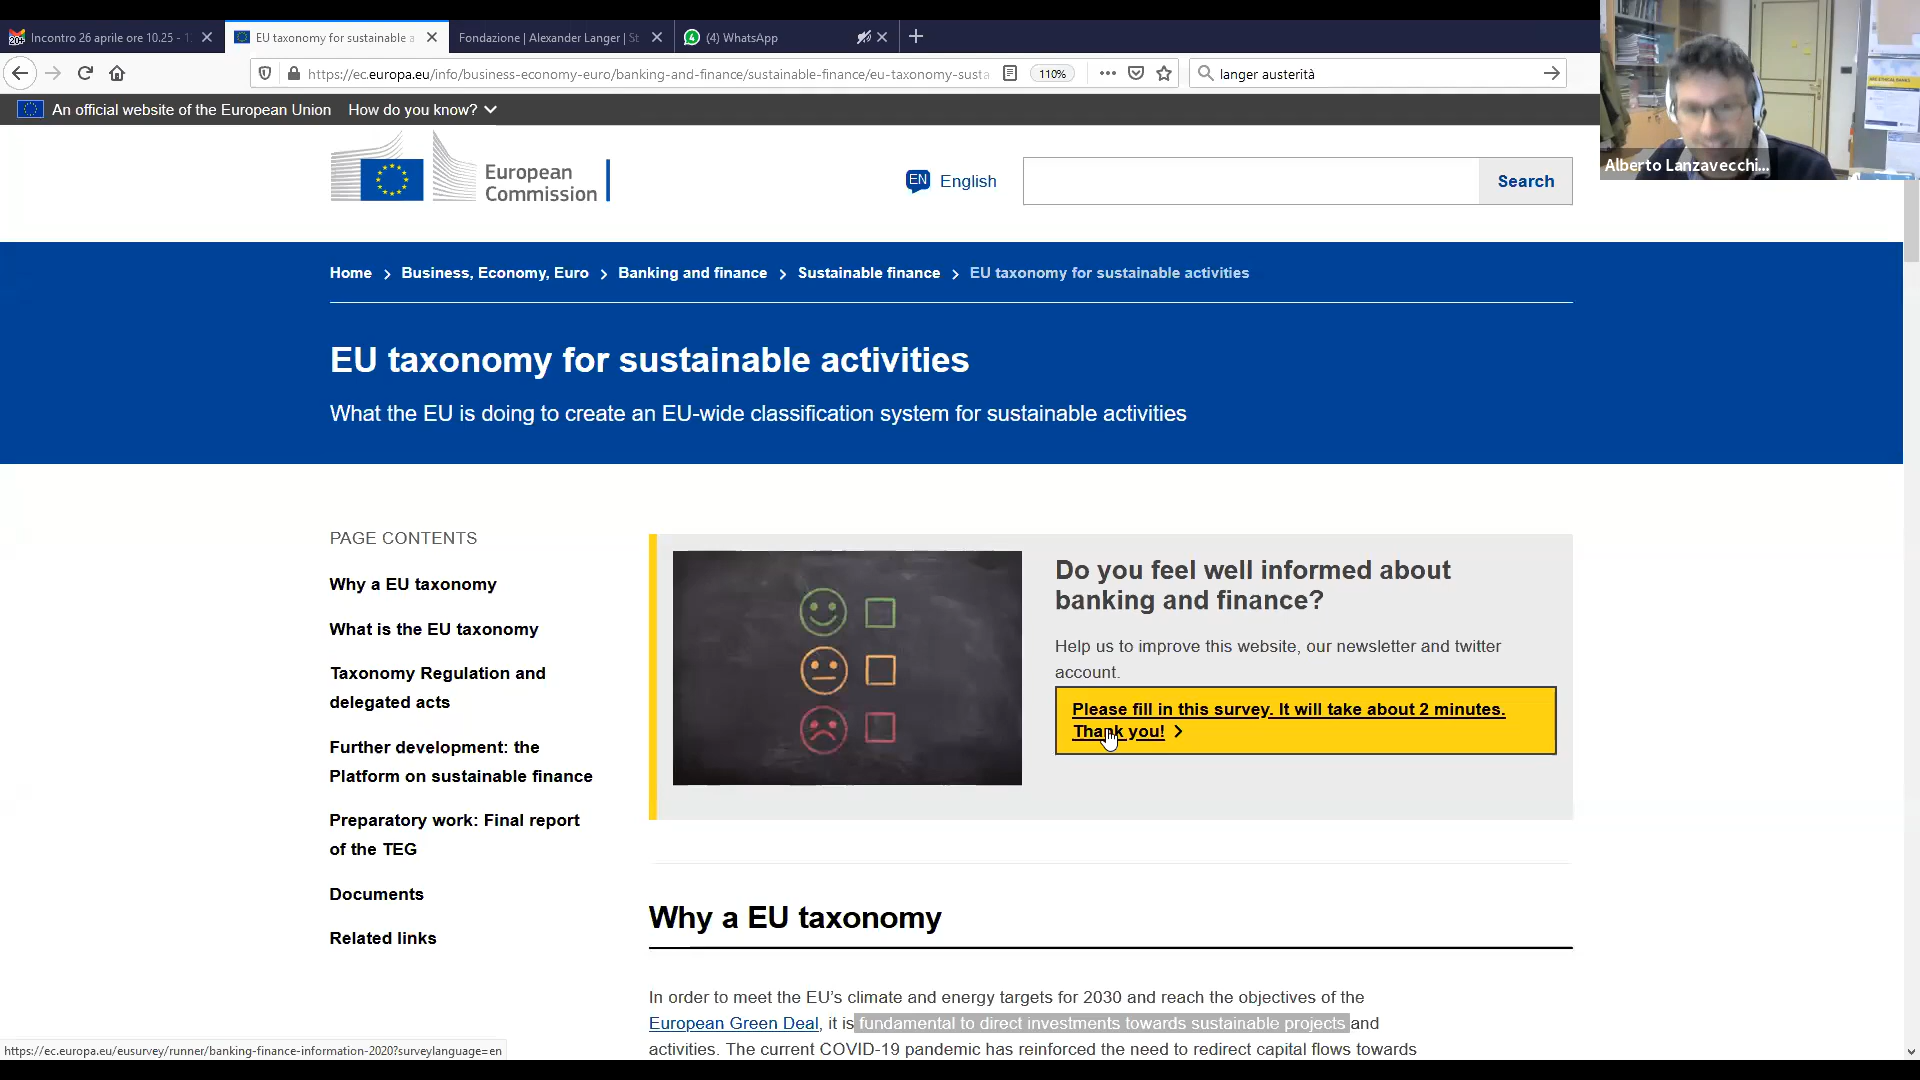 Incontro 26 aprile ore 10.25 - 1
EU taxonomy for sustainable a
Fondazione | Alexander Langer | St
(4) WhatsApp
https://ec.europa.eu/info/business-economy-euro/banking-and-finance/sustainable-finance/eu-taxonomy-susta
110%
langer austerità
An official website of the European Union
How do you know?
European
Commission
EN
English
Search
Alberto Lanzavecchi...
Home > Business, Economy, Euro > Banking and finance > Sustainable finance > EU taxonomy for sustainable activities
EU taxonomy for sustainable activities
What the EU is doing to create an EU-wide classification system for sustainable activities
PAGE CONTENTS
Why a EU taxonomy
What is the EU taxonomy
Taxonomy Regulation and
delegated acts
Further development: the
Platform on sustainable finance
Preparatory work: Final report
of the TEG
Documents
Related links
Do you feel well informed about
banking and finance?
Help us to improve this website, our newsletter and twitter
account.
Please fill in this survey. It will take about 2 minutes.
Thank you! >
Why a EU taxonomy
In order to meet the EU's climate and energy targets for 2030 and reach the objectives of the
European Green Deal, it is fundamental to direct investments towards sustainable projects and
activities. The current COVID-19 pandemic has reinforced the need to redirect capital flows towards
https://ec.europa.eu/eusurvey/runner/banking-finance-information-2020?surveylanguage=en